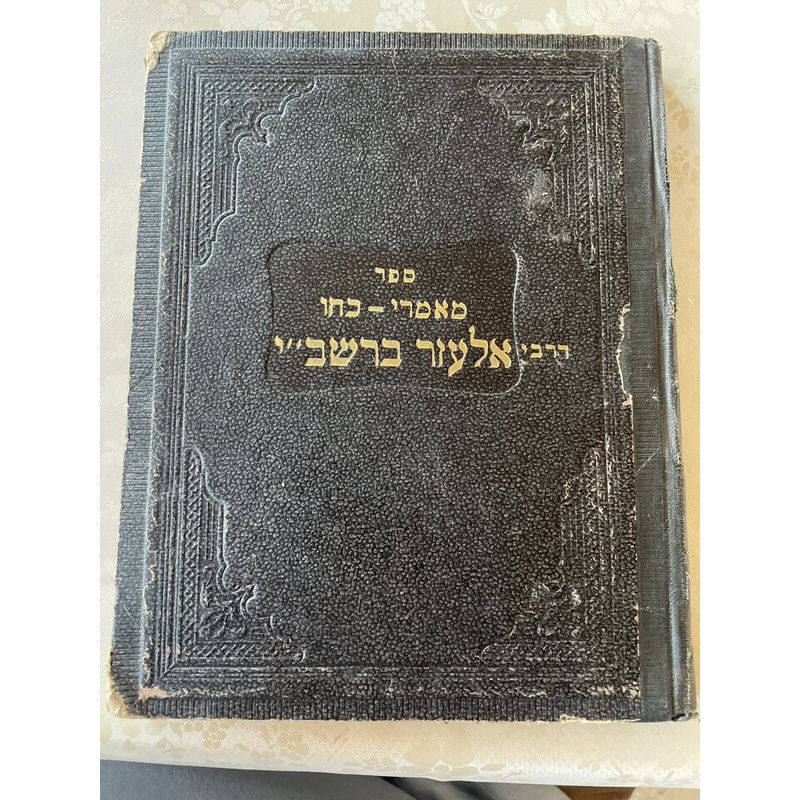 ספר
מאמרי - כחו
דרבי אלעזר ברשב״י